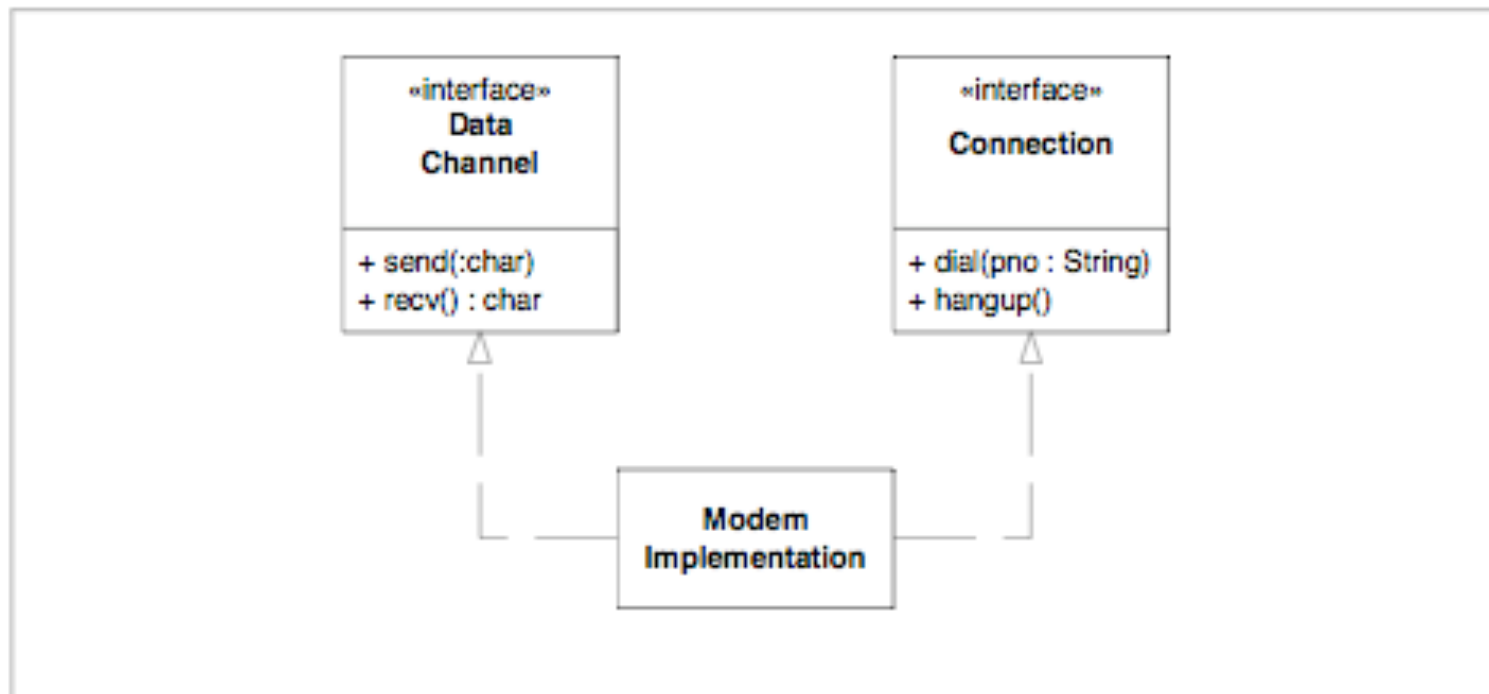 «interface»
Data
Channel
+ send(:char)
+ recv() : char
«interface»
Connection
+ dial(pno : String)
+ hangup()
Modem
Implementation